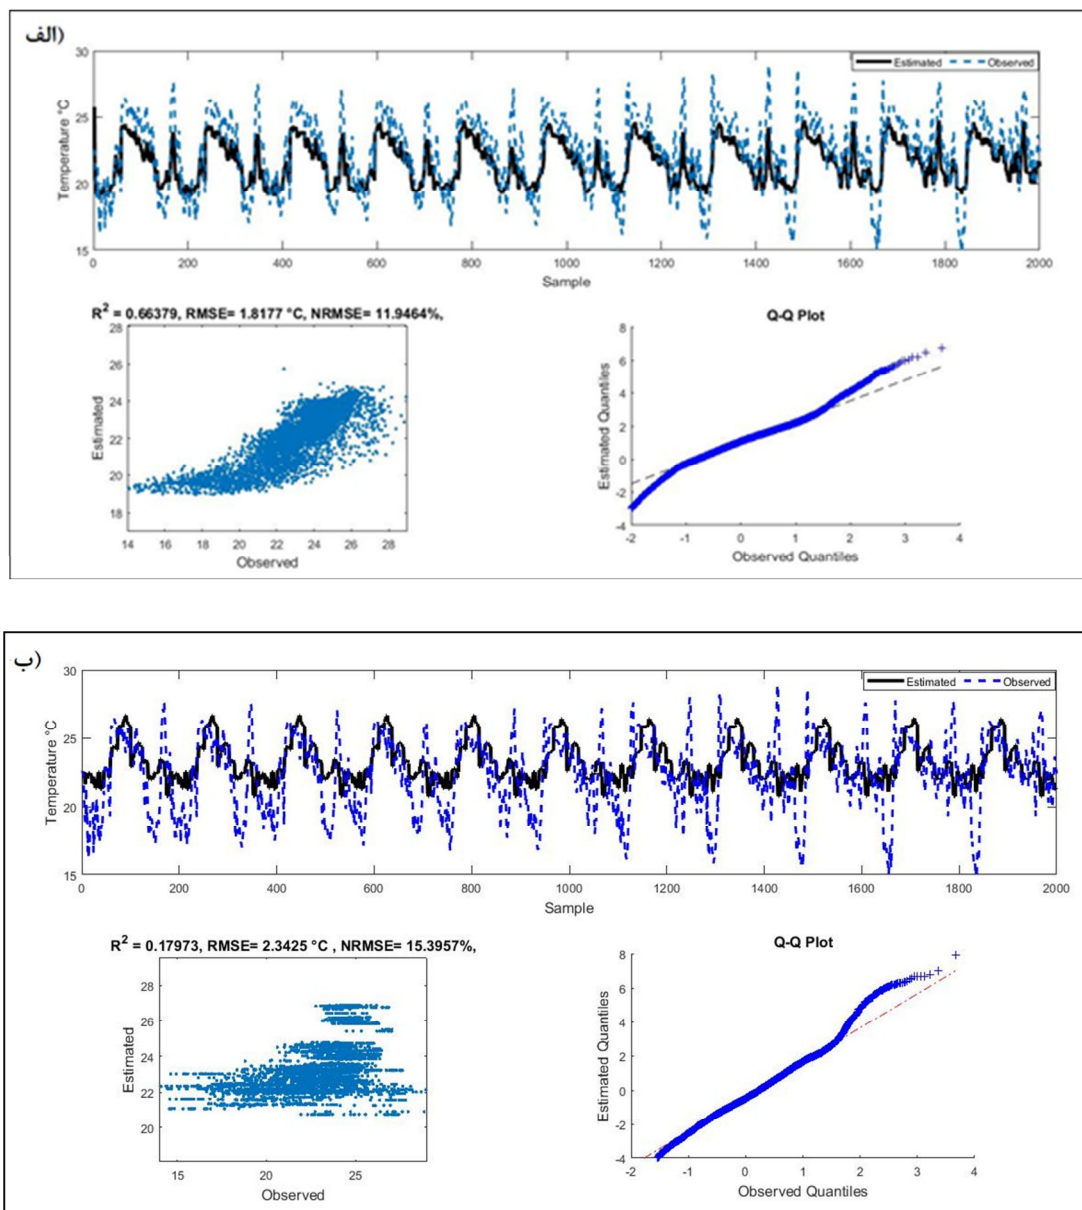 الف)
30
25
20
15
Temperature °C
Estimated Observed
0 200 400 600 800 1000 1200 1400 1600 1800 2000
Sample
R2 = 0.66379, RMSE= 1.8177 °C, NRMSE= 11.9464%,
28
26
24
22
20
18
Estimated
14 16 18 20 22 24 26 28
Observed
Q-Q Plot
8
6
4
2
0
-2
-4
Estimated Quantiles
-2 -1 0 1 2 3 4
Observed Quantiles
ب)
30
25
20
15
Temperature °C
Estimated Observed
0 200 400 600 800 1000 1200 1400 1600 1800 2000
Sample
R2 = 0.17973, RMSE= 2.3425 °C , NRMSE= 15.3957%,
28
26
24
22
20
Estimated
15 20 25
Observed
Q-Q Plot
8
6
4
2
0
-2
-4
Estimated Quantiles
-2 -1 0 1 2 3 4
Observed Quantiles